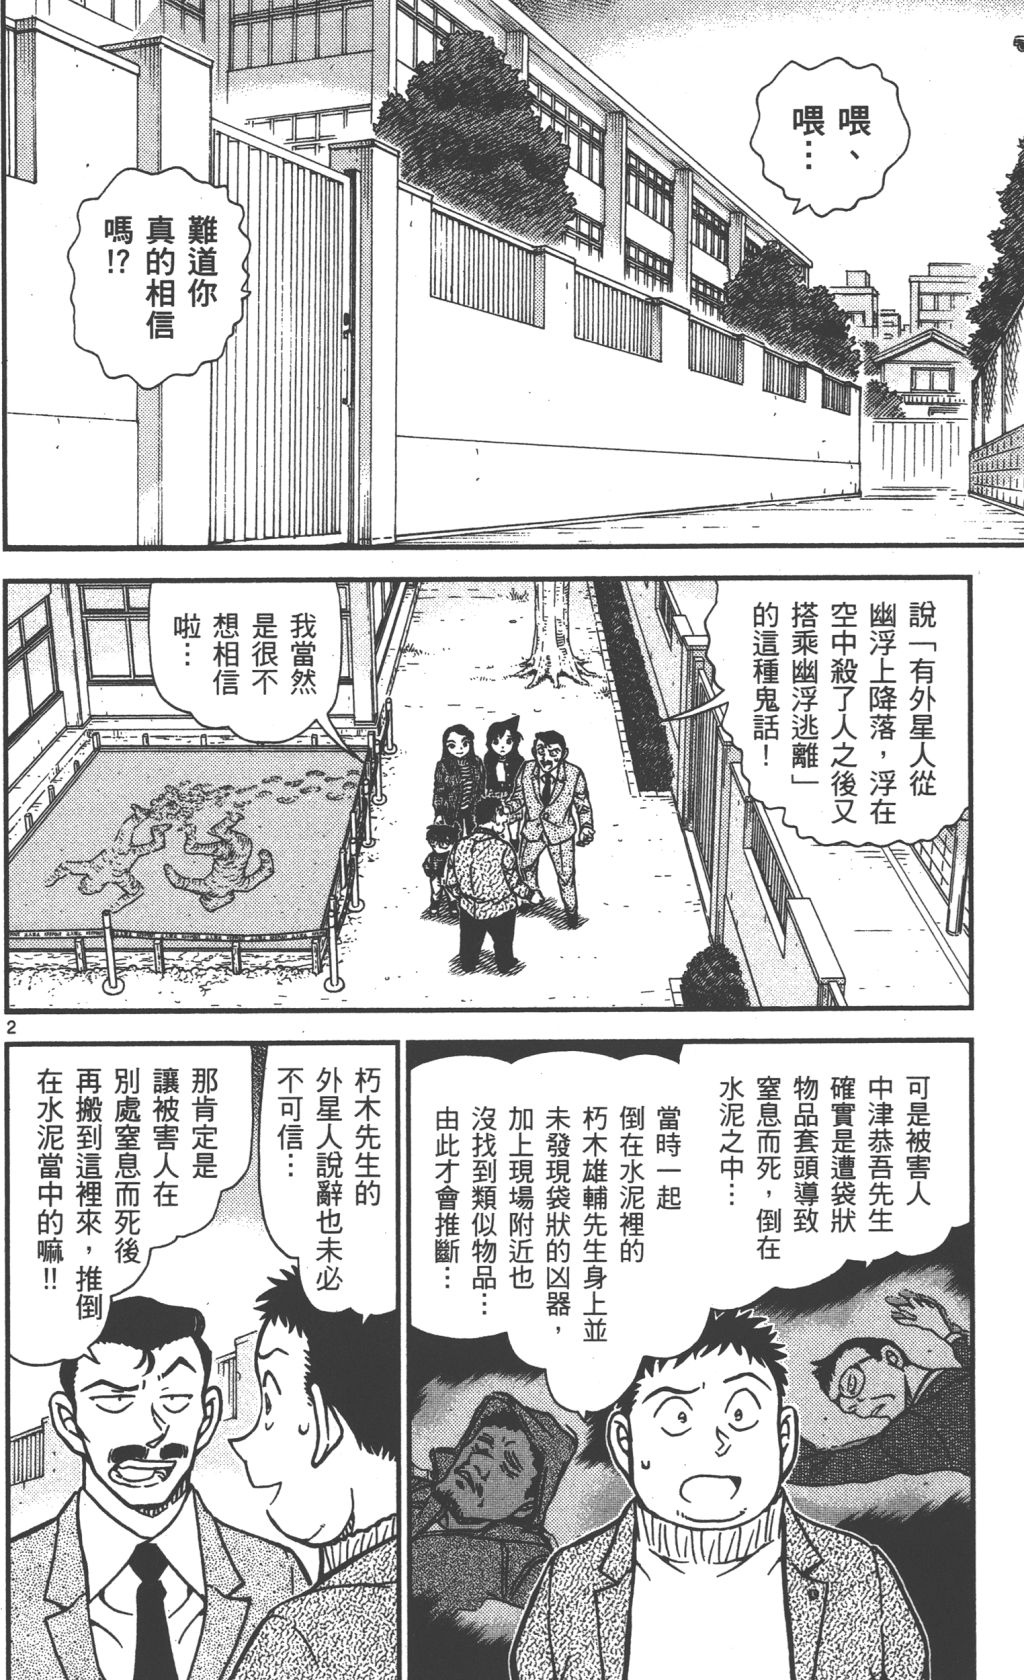 喂、
喂…
難道你
真的相信
嗎!?
說「有外星人從
幽浮上降落，浮在
空中殺了人之後又
搭乘幽浮逃離」
的這種鬼話！
我當然
是很不
想相信
啦…
2
可是被害人
中津恭吾先生
確實是遭袋狀
物品套頭導致
窒息而死，倒在
水泥之中…
當時一起
倒在水泥裡的
朽木雄輔先生身上並
未發現袋狀的凶器，
加上現場附近也
沒找到類似物品…
由此才會推斷…
朽木先生的
外星人說辭也未必
不可信…
那肯定是
讓被害人在
別處窒息而死後
再搬到這裡來，推倒
在水泥當中的嘛!!